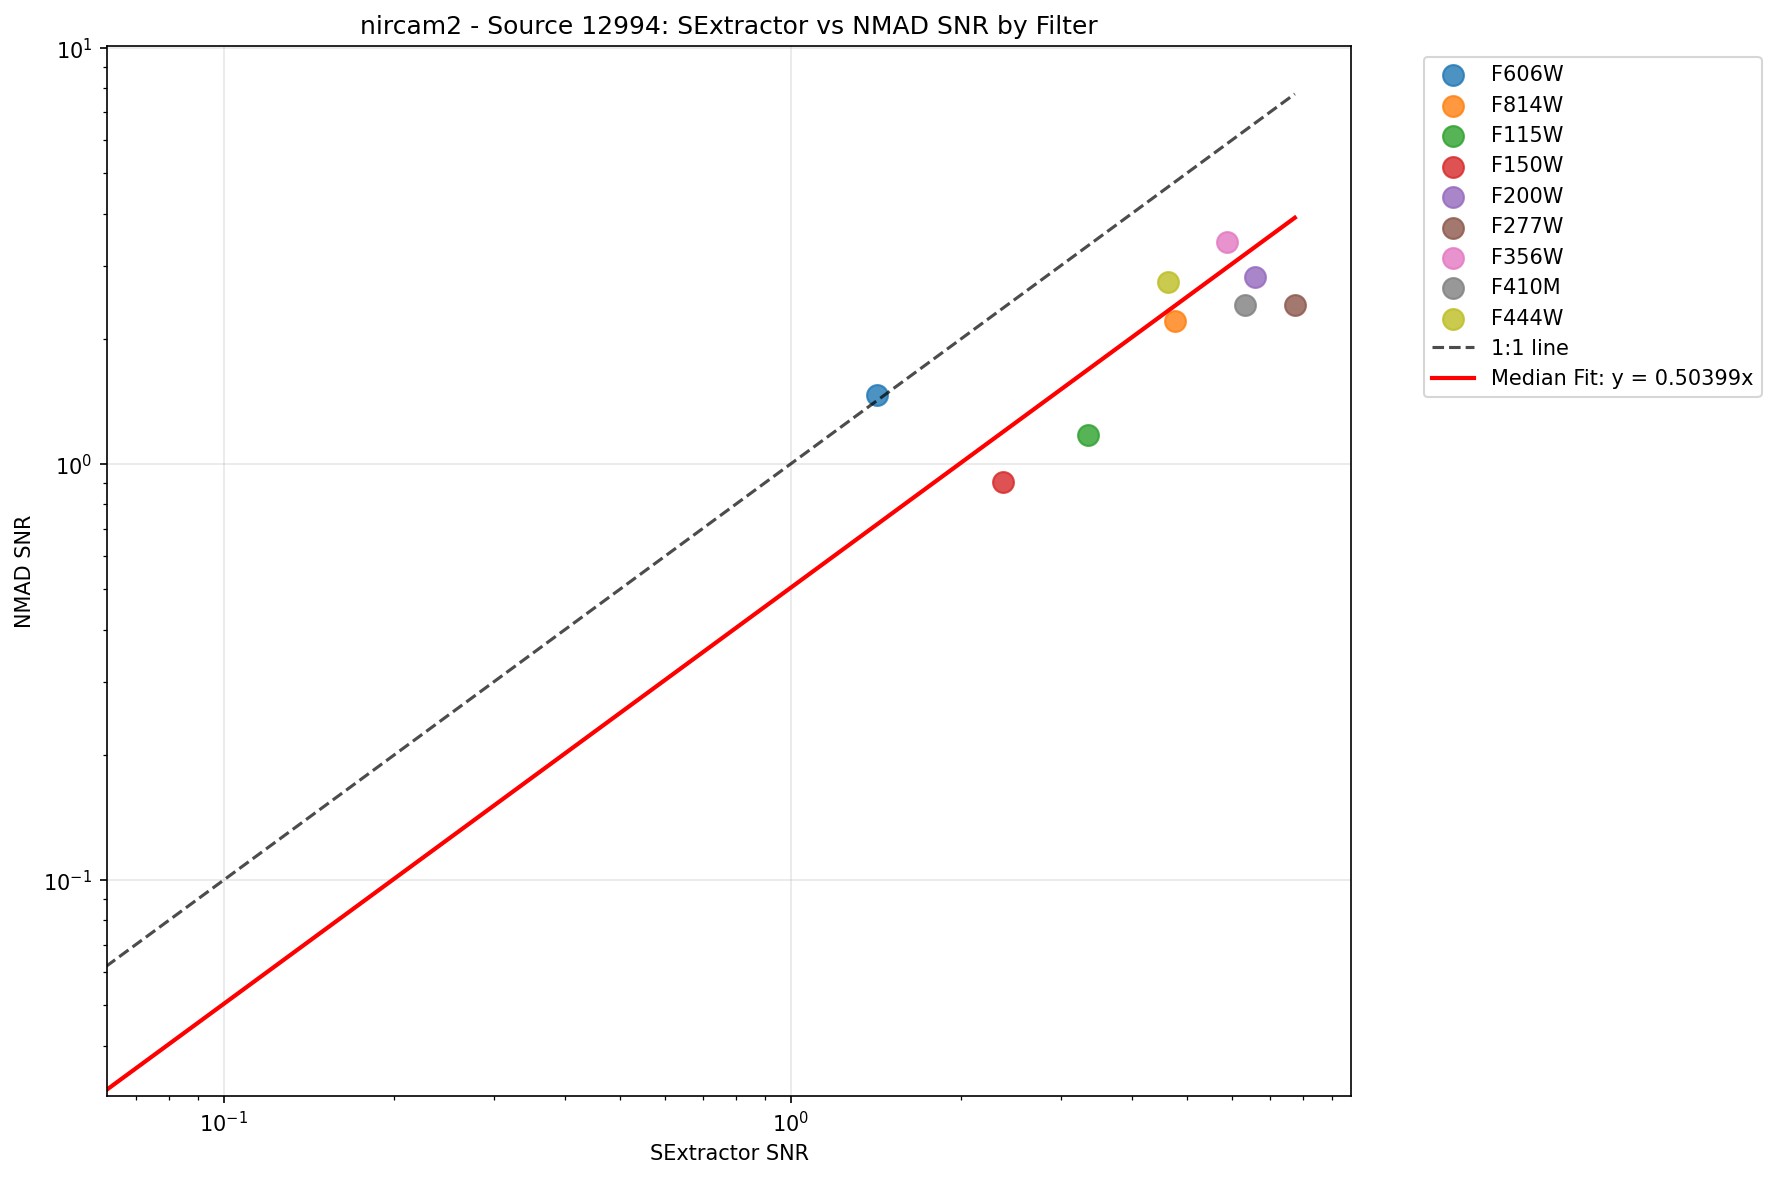 nircam2 - Source 12994: SExtractor vs NMAD SNR by Filter
10¹
10⁰
10⁻¹
NMAD SNR
10⁻¹
10⁰
SExtractor SNR
F606W
F814W
F115W
F150W
F200W
F277W
F356W
F410M
F444W
1:1 line
Median Fit: y = 0.50399x